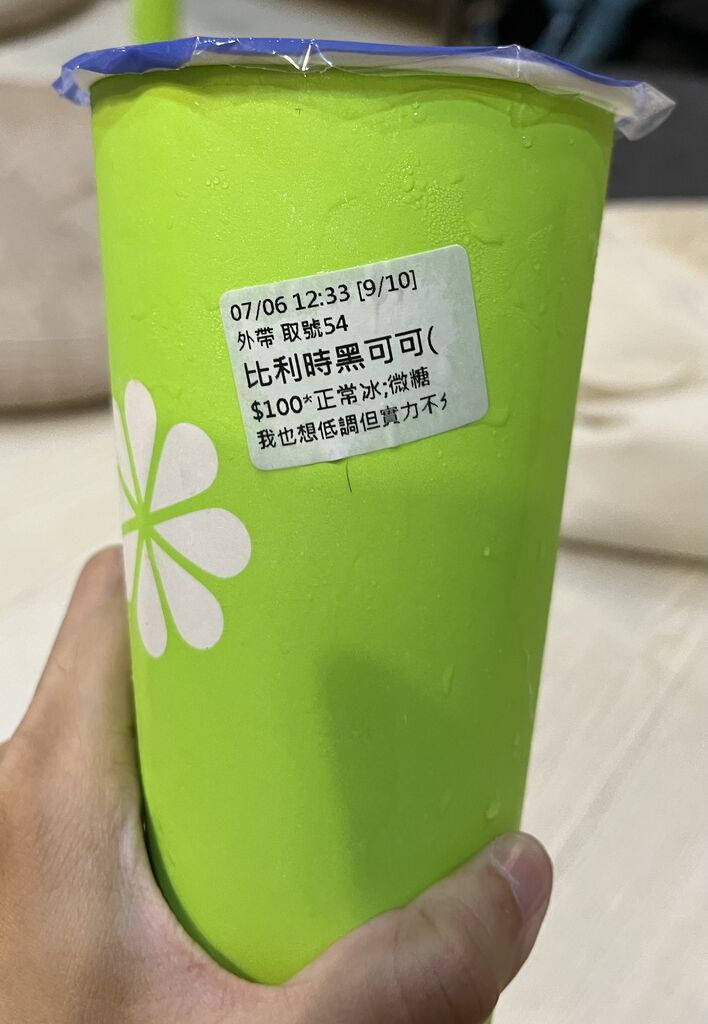 07/06 12:33 [9/10]
外帶 取號54
比利時黑可可(
$100*正常冰;微糖
我也想低調但實力不